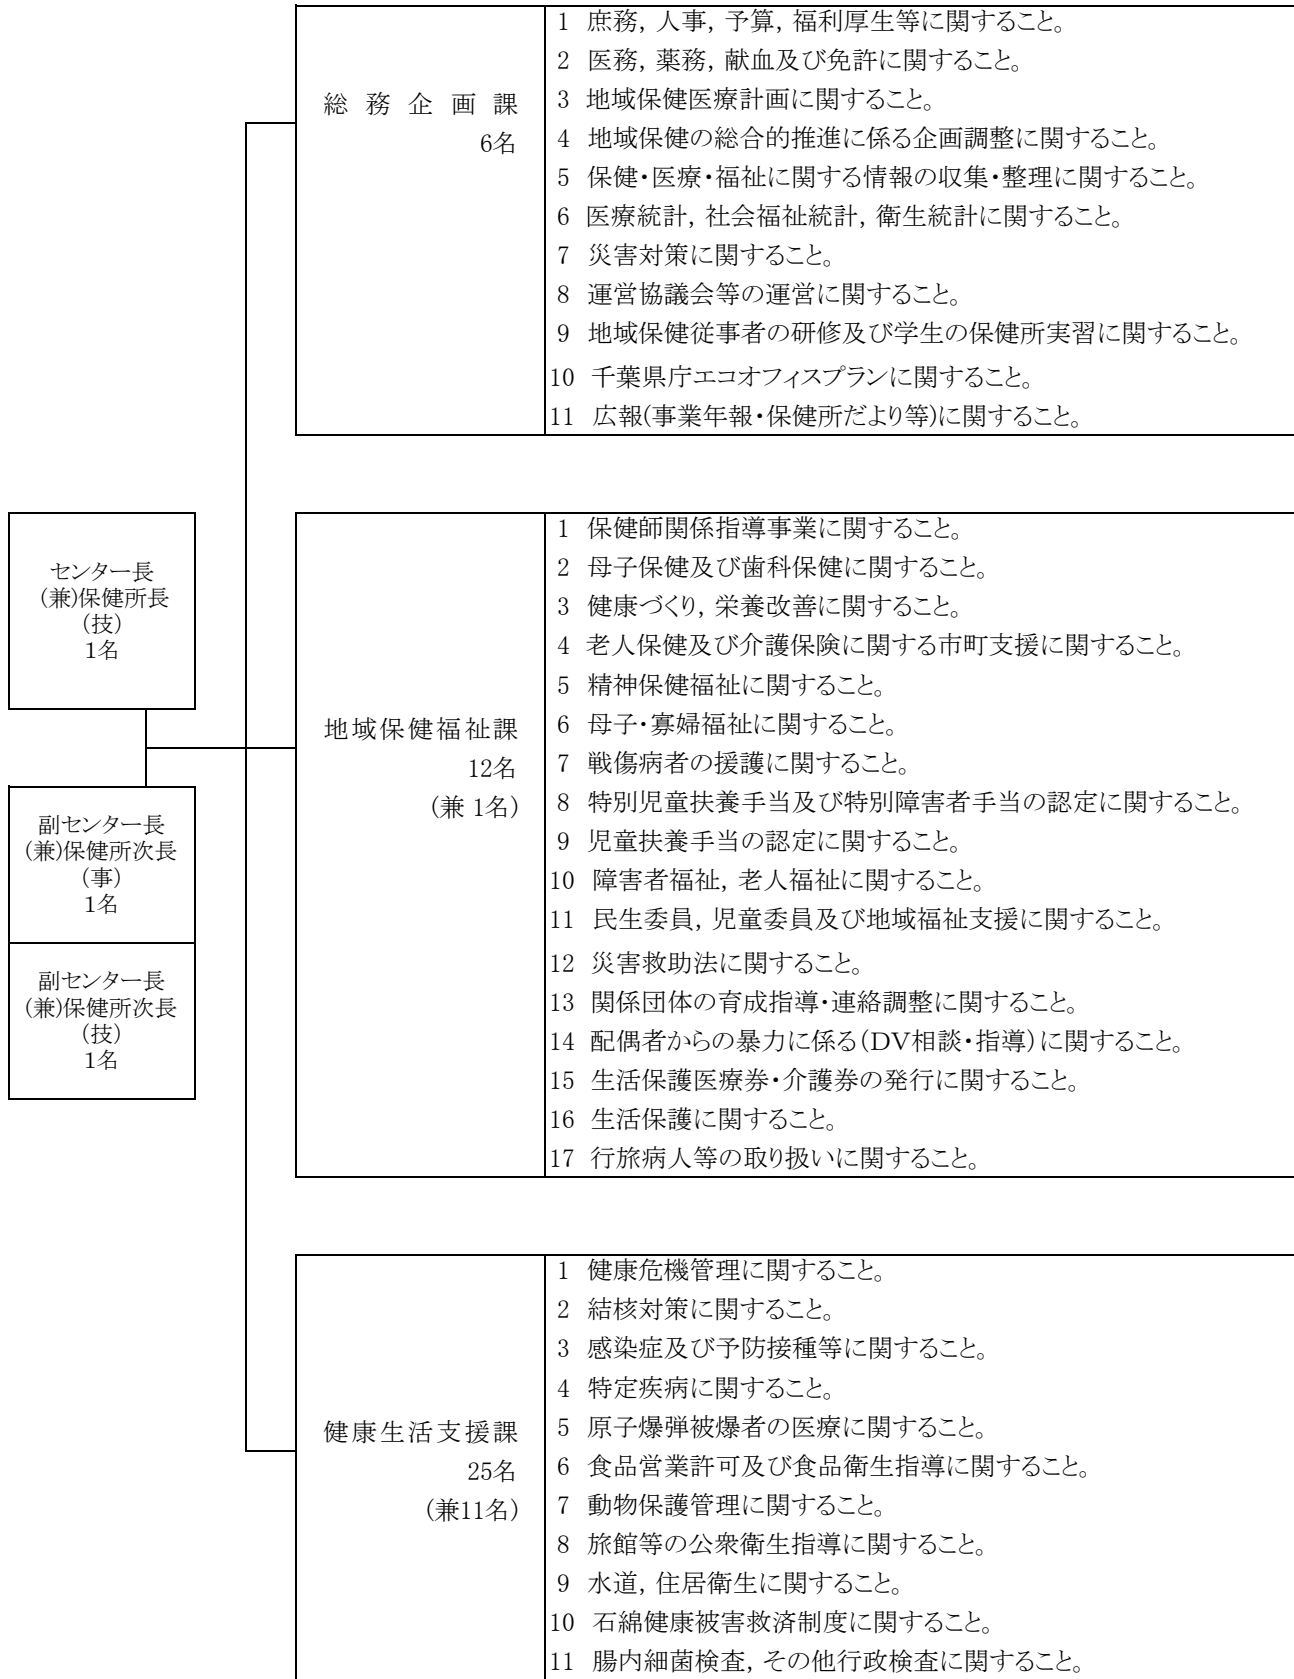 総務企画課
6名
1 庶務, 人事, 予算, 福利厚生等に関すること。
2 医務, 薬務, 献血及び免許に関すること。
3 地域保健医療計画に関すること。
4 地域保健の総合的推進に係る企画調整に関すること。
5 保健・医療・福祉に関する情報の収集・整理に関すること。
6 医療統計, 社会福祉統計, 衛生統計に関すること。
7 災害対策に関すること。
8 運営協議会等の運営に関すること。
9 地域保健従事者の研修及び学生の保健所実習に関すること。
10 千葉県庁エコオフィスプランに関すること。
11 広報(事業年報・保健所だより等)に関すること。
センター長
(兼)保健所長
(技)
1名
副センター長
(兼)保健所次長
(事)
1名
副センター長
(兼)保健所次長
(技)
1名
地域保健福祉課
12名
(兼 1名)
1 保健師関係指導事業に関すること。
2 母子保健及び歯科保健に関すること。
3 健康づくり, 栄養改善に関すること。
4 老人保健及び介護保険に関する市町支援に関すること。
5 精神保健福祉に関すること。
6 母子・寡婦福祉に関すること。
7 戦傷病者の援護に関すること。
8 特別児童扶養手当及び特別障害者手当の認定に関すること。
9 児童扶養手当の認定に関すること。
10 障害者福祉, 老人福祉に関すること。
11 民生委員, 児童委員及び地域福祉支援に関すること。
12 災害救助法に関すること。
13 関係団体の育成指導・連絡調整に関すること。
14 配偶者からの暴力に係る(DV相談・指導)に関すること。
15 生活保護医療券・介護券の発行に関すること。
16 生活保護に関すること。
17 行旅病人等の取り扱いに関すること。
健康生活支援課
25名
(兼11名)
1 健康危機管理に関すること。
2 結核対策に関すること。
3 感染症及び予防接種等に関すること。
4 特定疾病に関すること。
5 原子爆弾被爆者の医療に関すること。
6 食品営業許可及び食品衛生指導に関すること。
7 動物保護管理に関すること。
8 旅館等の公衆衛生指導に関すること。
9 水道, 住居衛生に関すること。
10 石綿健康被害救済制度に関すること。
11 腸内細菌検査, その他行政検査に関すること。